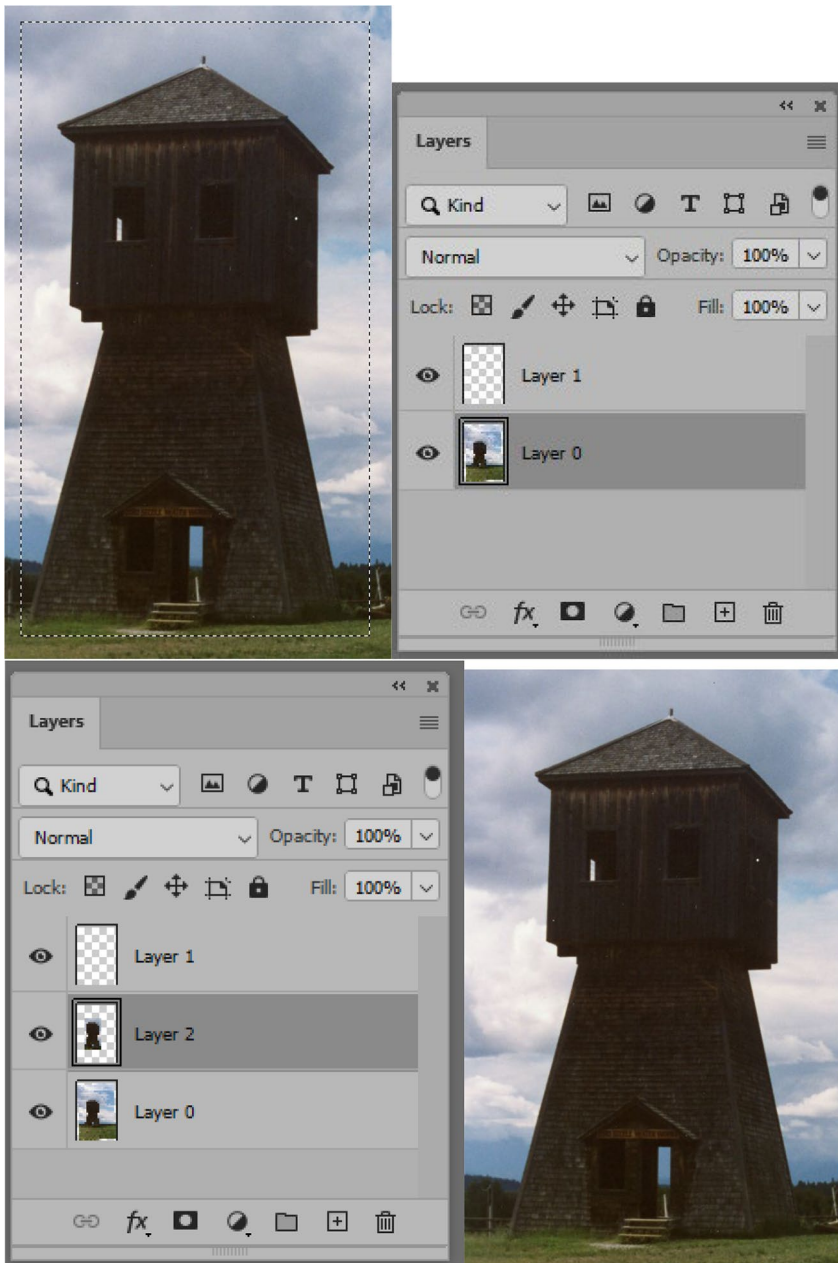 Layers
Kind
Normal
Opacity: 100%
Lock:
Fill: 100%
Layer 1
Layer 0
Layers
Kind
Normal
Opacity: 100%
Lock:
Fill: 100%
Layer 1
Layer 2
Layer 0